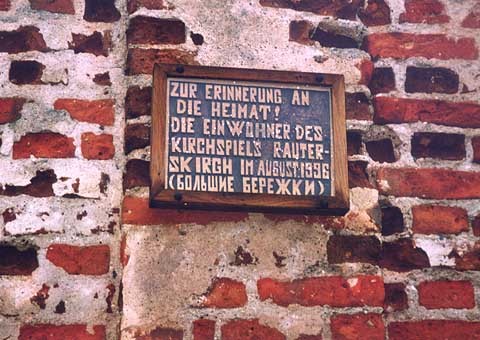 ZUR ERINNERUNG AN
DIE HEIMAT!
DIE EINWOHNER DES
KIRCHSPIELS RAUTER-
SKIRCH IM AUGUST 1996
(БОЛЬШИЕ БЕРЕЖКИ)